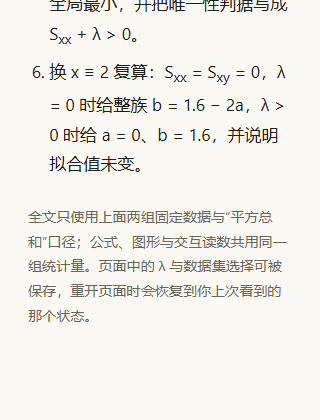 全局最小，并把唯一性判据写成
Sxx + λ > 0。
6. 换 x ≡ 2 复算：Sxx = Sxy = 0，λ
= 0 时给整族 b = 1.6 − 2a，λ >
0 时给 a = 0、b = 1.6，并说明
拟合值未变。
全文只使用上面两组固定数据与“平方总
和”口径；公式、图形与交互读数共用同一
组统计量。页面中的 λ 与数据集选择可被
保存，重开页面时会恢复到你上次看到的
那个状态。